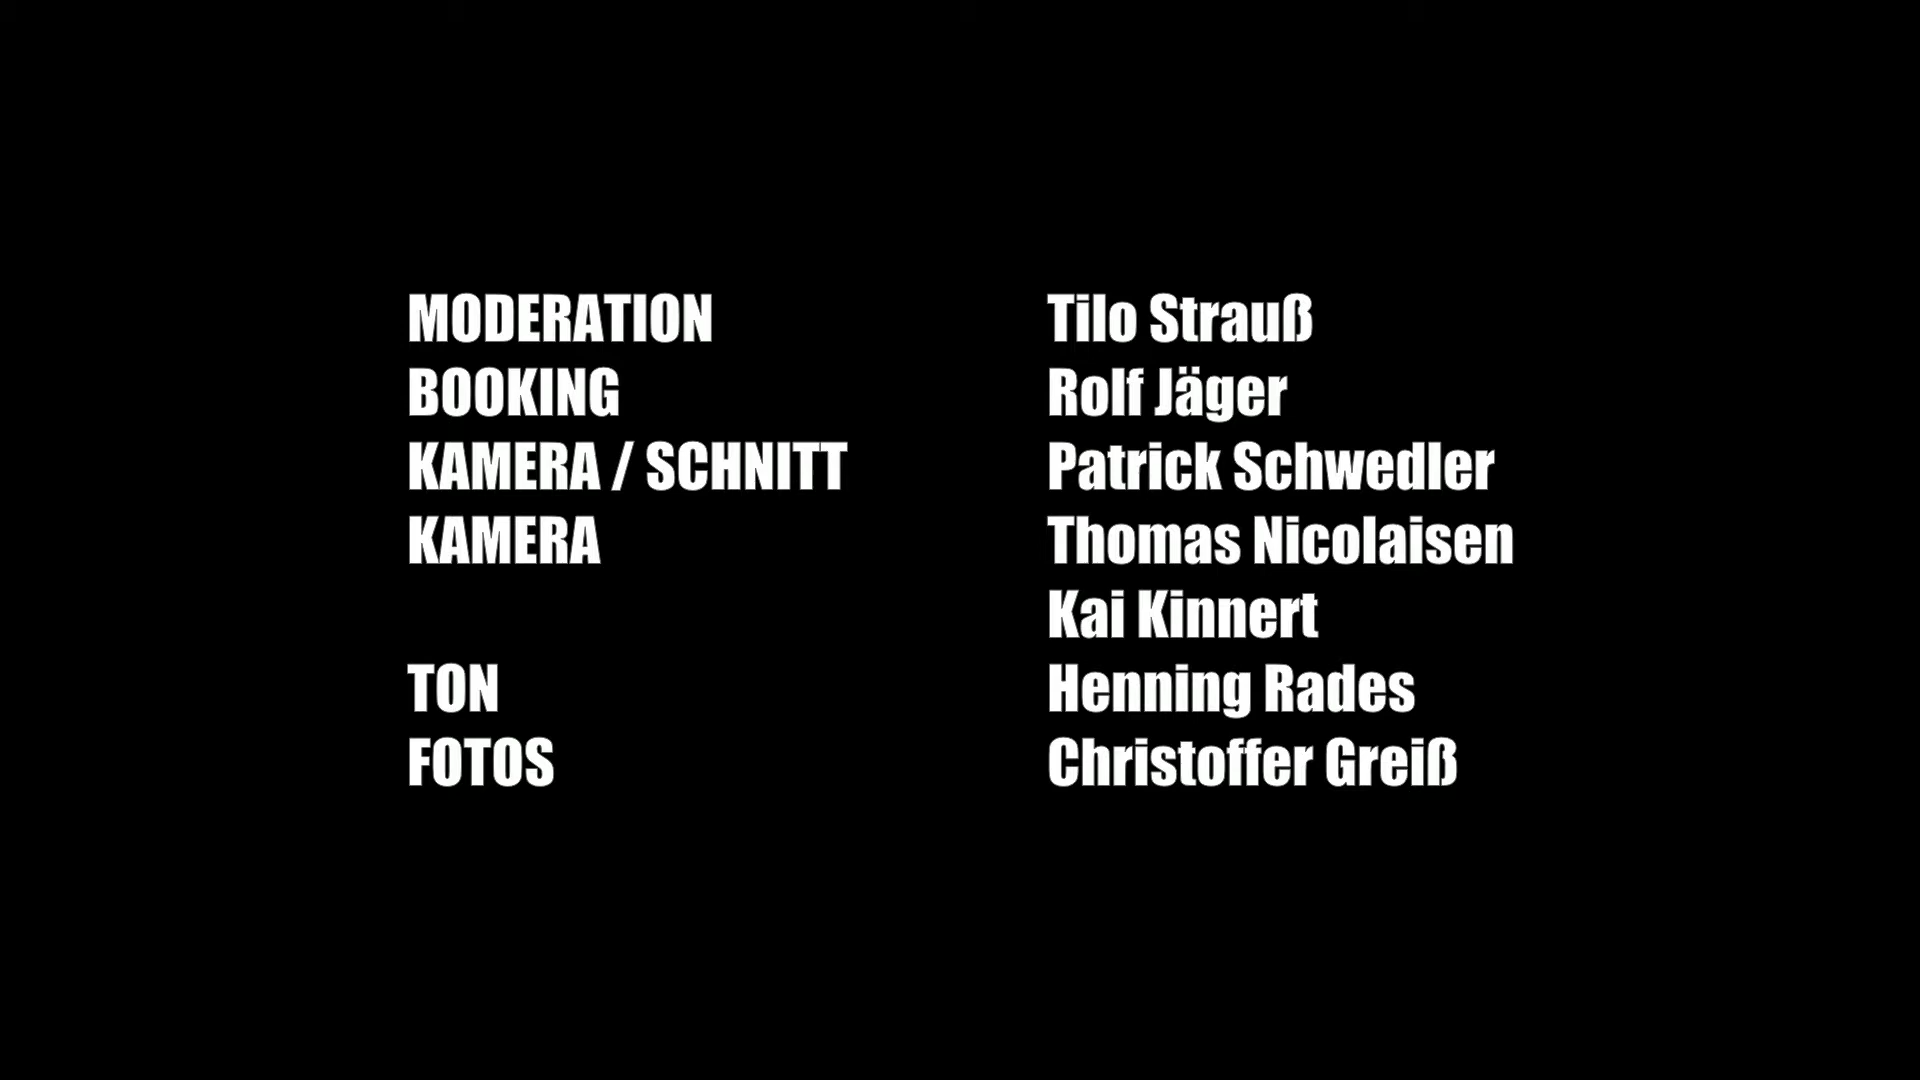 MODERATION Tilo Strauß
BOOKING Rolf Jäger
KAMERA / SCHNITT Patrick Schwedler
KAMERA Thomas Nicolaisen
Kai Kinnert
TON Henning Rades
FOTOS Christoffer Greiß